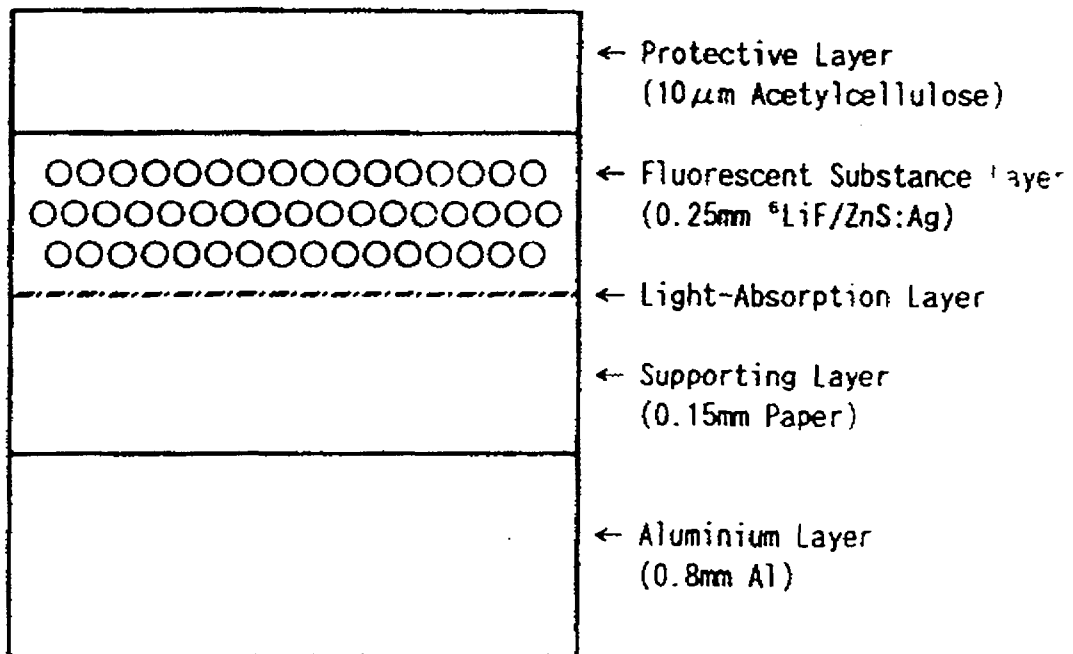 ← Protective Layer
(10μm Acetylcellulose)
← Fluorescent Substance Layer
(0.25mm ⁶LiF/ZnS:Ag)
← Light-Absorption Layer
← Supporting Layer
(0.15mm Paper)
← Aluminium Layer
(0.8mm Al)